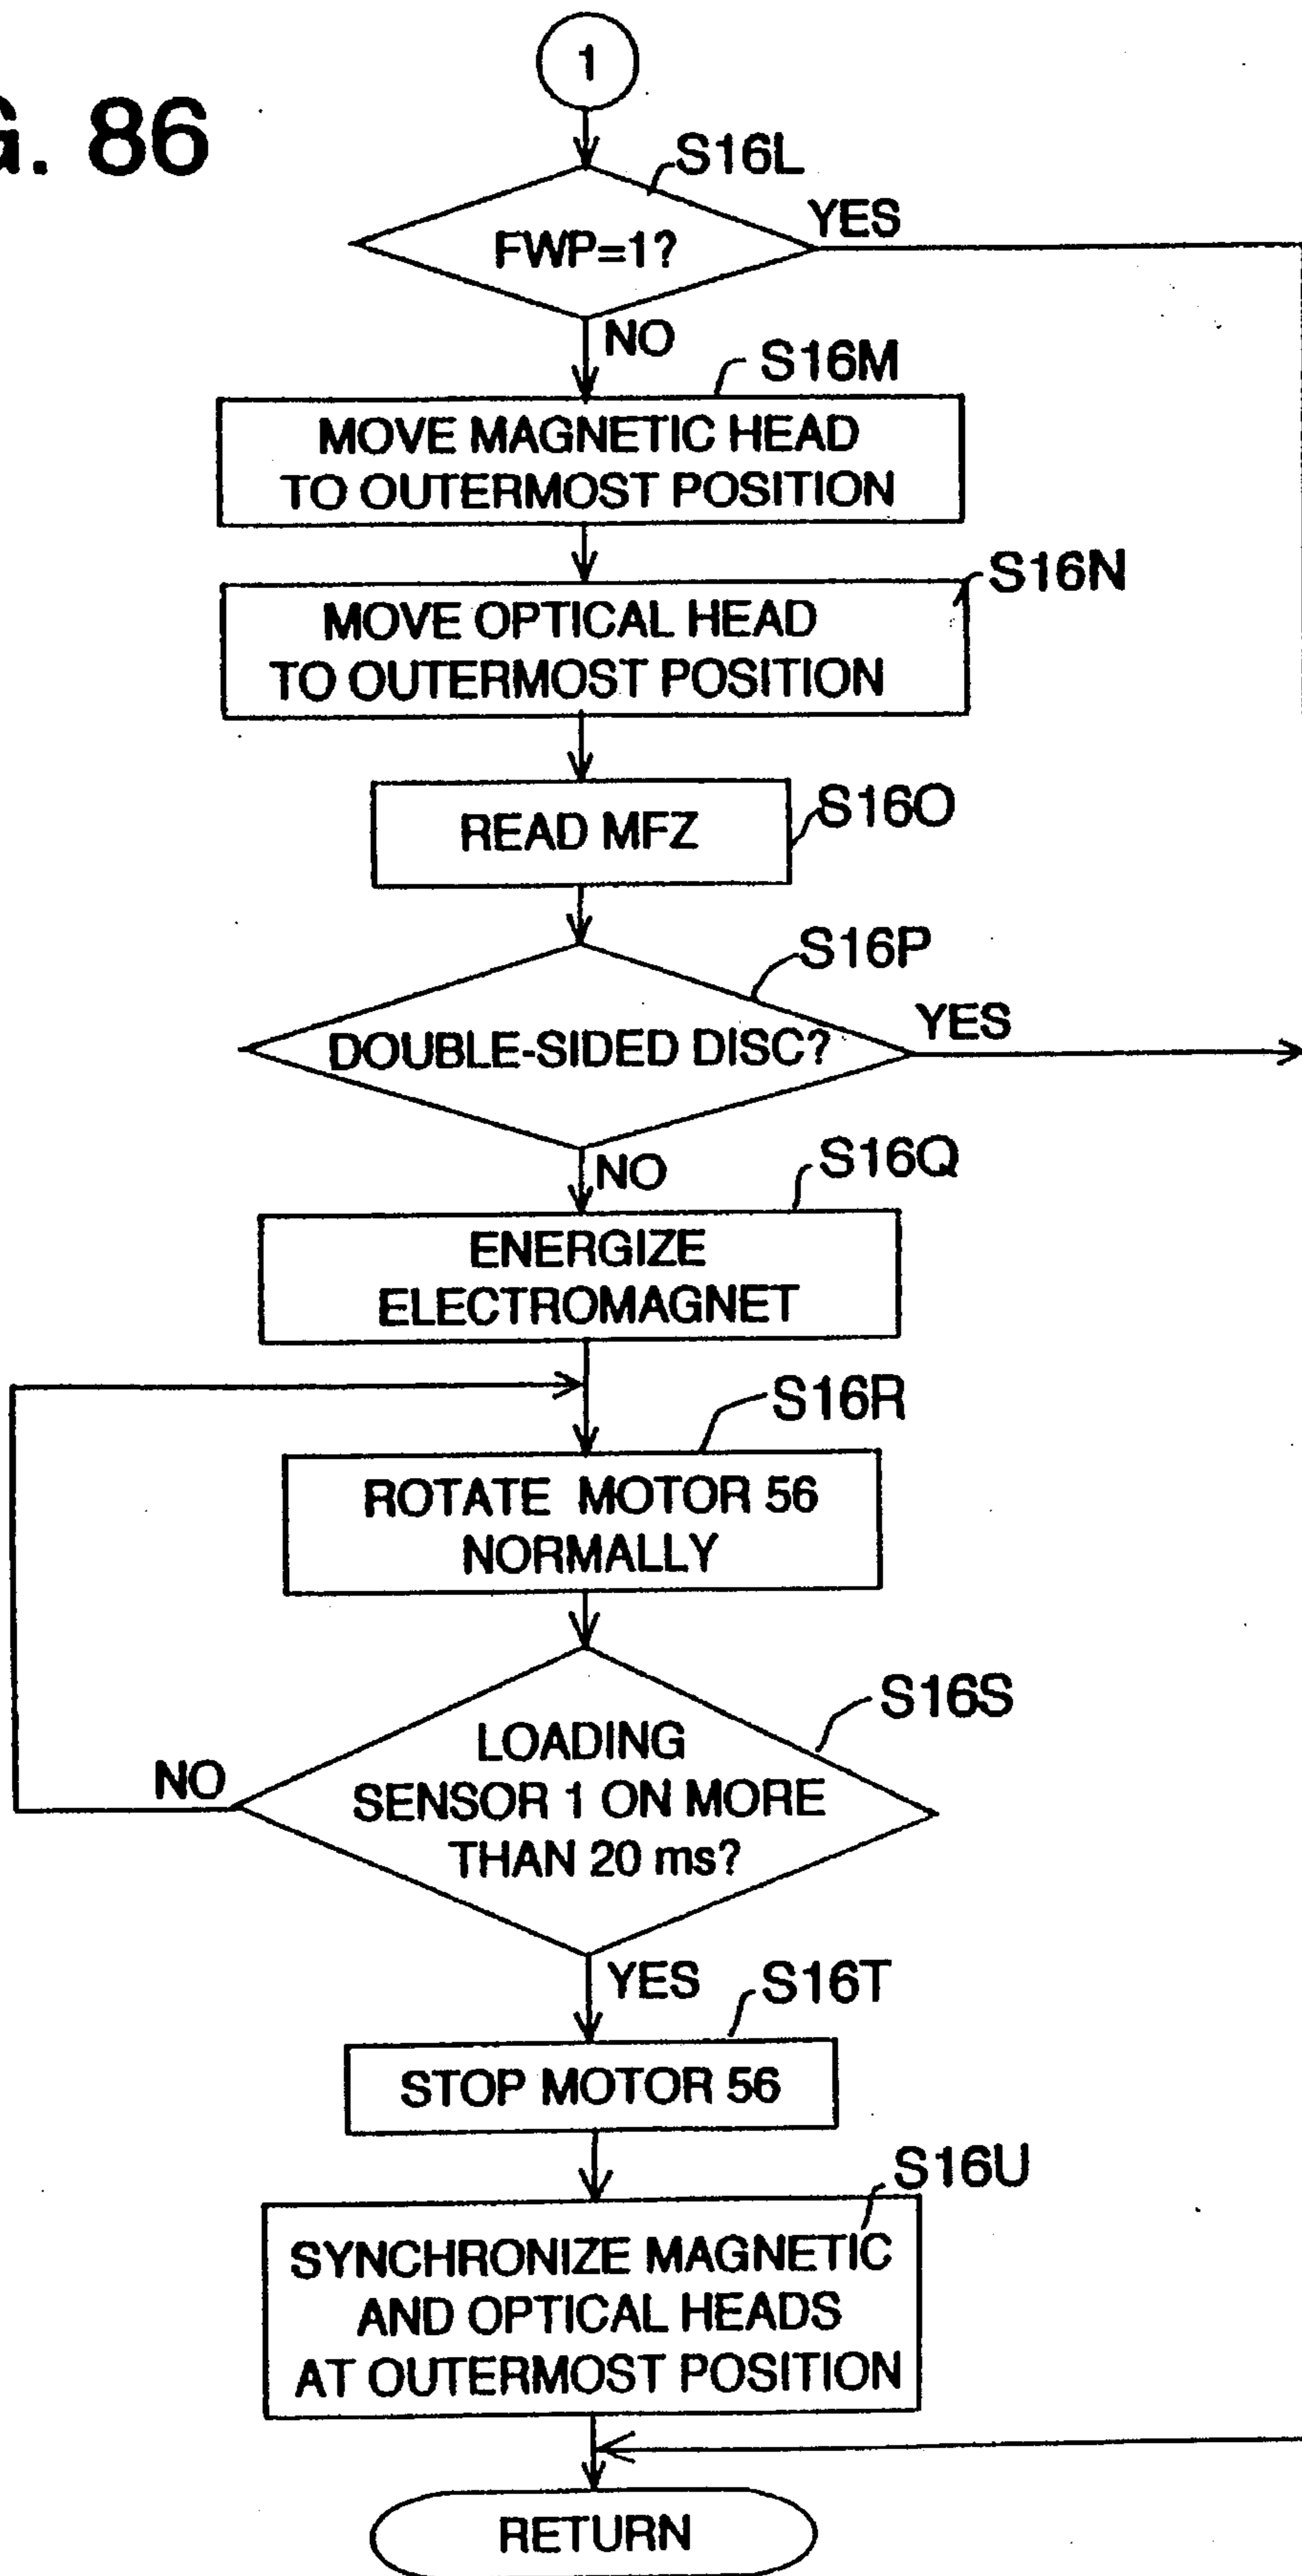 G. 86
1
S16L
FWP=1?
YES
NO
S16M
MOVE MAGNETIC HEAD
TO OUTERMOST POSITION
S16N
MOVE OPTICAL HEAD
TO OUTERMOST POSITION
S16O
READ MFZ
S16P
DOUBLE-SIDED DISC?
YES
NO
S16Q
ENERGIZE
ELECTROMAGNET
S16R
ROTATE MOTOR 56
NORMALLY
S16S
LOADING
SENSOR 1 ON MORE
THAN 20 ms?
NO
YES
S16T
STOP MOTOR 56
S16U
SYNCHRONIZE MAGNETIC
AND OPTICAL HEADS
AT OUTERMOST POSITION
RETURN